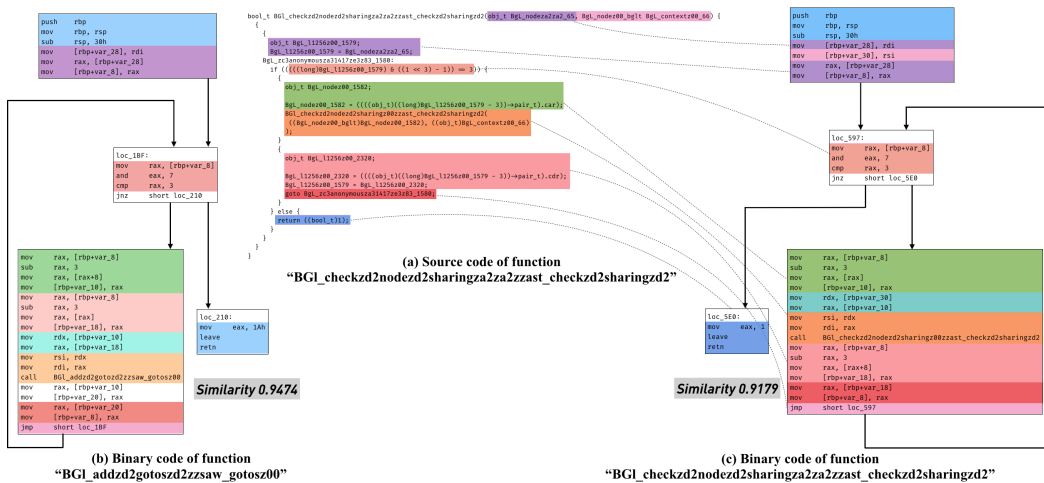 push rbp
mov rbp, rsp
sub rsp, 30h
mov [rbp+var_28], rdi
mov rax, [rbp+var_28]
mov [rbp+var_8], rax
loc_1BF:
mov rax, [rbp+var_8]
and eax, 7
cmp rax, 3
jnz short loc_210
mov rax, [rbp+var_8]
sub rax, 3
mov rax, [rax+8]
mov [rbp+var_10], rax
mov rax, [rbp+var_8]
sub rax, 3
mov rax, [rax]
mov [rbp+var_18], rax
mov rdx, [rbp+var_10]
mov rax, [rbp+var_18]
mov rsi, rdx
mov rdi, rax
call BGl_addzd2gotozd2zzsaw_gotosz00
mov rax, [rbp+var_10]
mov [rbp+var_20], rax
mov rax, [rbp+var_20]
mov [rbp+var_8], rax
jmp short loc_1BF
loc_210:
mov eax, 1Ah
leave
retn
Similarity 0.9474
(b) Binary code of function
“BGl_addzd2gotoszd2zzsaw_gotosz00”
bool_t BGl_checkzd2nodezd2sharingza2za2zzast_checkzd2sharingzd2(obj_t BgL_nodeza2za2_65, BgL_nodez00_bglt BgL_contextz00_66) {
{
{
obj_t BgL_l1256z00_1579;
BgL_l1256z00_1579 = BgL_nodeza2za2_65;
BgL_zc3anonymousza31417ze3z83_1580:
if ((((long)BgL_l1256z00_1579) & ((1 << 3) - 1)) == 3)) {
{
obj_t BgL_nodez00_1582;
BgL_nodez00_1582 = ((((obj_t)((long)BgL_l1256z00_1579 - 3))->pair_t).car);
BGl_checkzd2nodezd2sharingz00zzast_checkzd2sharingzd2(
((BgL_nodez00_bglt)BgL_nodez00_1582), ((obj_t)BgL_contextz00_66)
);
}
{
obj_t BgL_l1256z00_2320;
BgL_l1256z00_2320 = ((((obj_t)((long)BgL_l1256z00_1579 - 3))->pair_t).cdr);
BgL_l1256z00_1579 = BgL_l1256z00_2320;
goto BgL_zc3anonymousza31417ze3z83_1580;
}
} else {
return ((bool_t)1);
}
}
}
}
(a) Source code of function
“BGl_checkzd2nodezd2sharingza2za2zzast_checkzd2sharingzd2”
push rbp
mov rbp, rsp
sub rsp, 30h
mov [rbp+var_28], rdi
mov [rbp+var_30], rsi
mov rax, [rbp+var_28]
mov [rbp+var_8], rax
loc_597:
mov rax, [rbp+var_8]
and eax, 7
cmp rax, 3
jnz short loc_5E0
loc_5E0:
mov eax, 1
leave
retn
mov rax, [rbp+var_8]
sub rax, 3
mov rax, [rax]
mov [rbp+var_10], rax
mov rdx, [rbp+var_30]
mov rax, [rbp+var_10]
mov rsi, rdx
mov rdi, rax
call BGl_checkzd2nodezd2sharingz00zzast_checkzd2sharingzd2
mov rax, [rbp+var_8]
sub rax, 3
mov rax, [rax+8]
mov [rbp+var_18], rax
mov rax, [rbp+var_18]
mov [rbp+var_8], rax
jmp short loc_597
Similarity 0.9179
(c) Binary code of function
“BGl_checkzd2nodezd2sharingza2za2zzast_checkzd2sharingzd2”